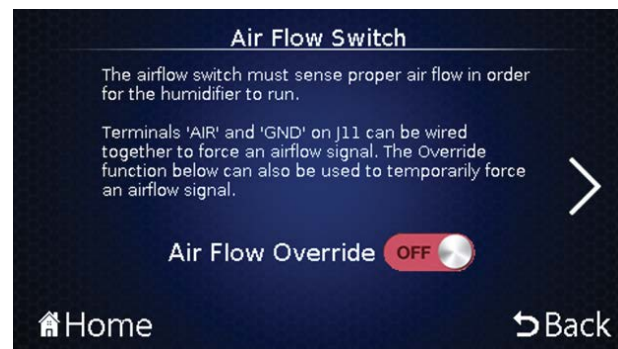 Air Flow Switch
The airflow switch must sense proper air flow in order
for the humidifier to run.
Terminals 'AIR' and 'GND' on J11 can be wired
together to force an airflow signal. The Override
function below can also be used to temporarily force
an airflow signal.
Air Flow Override OFF
Home
Back